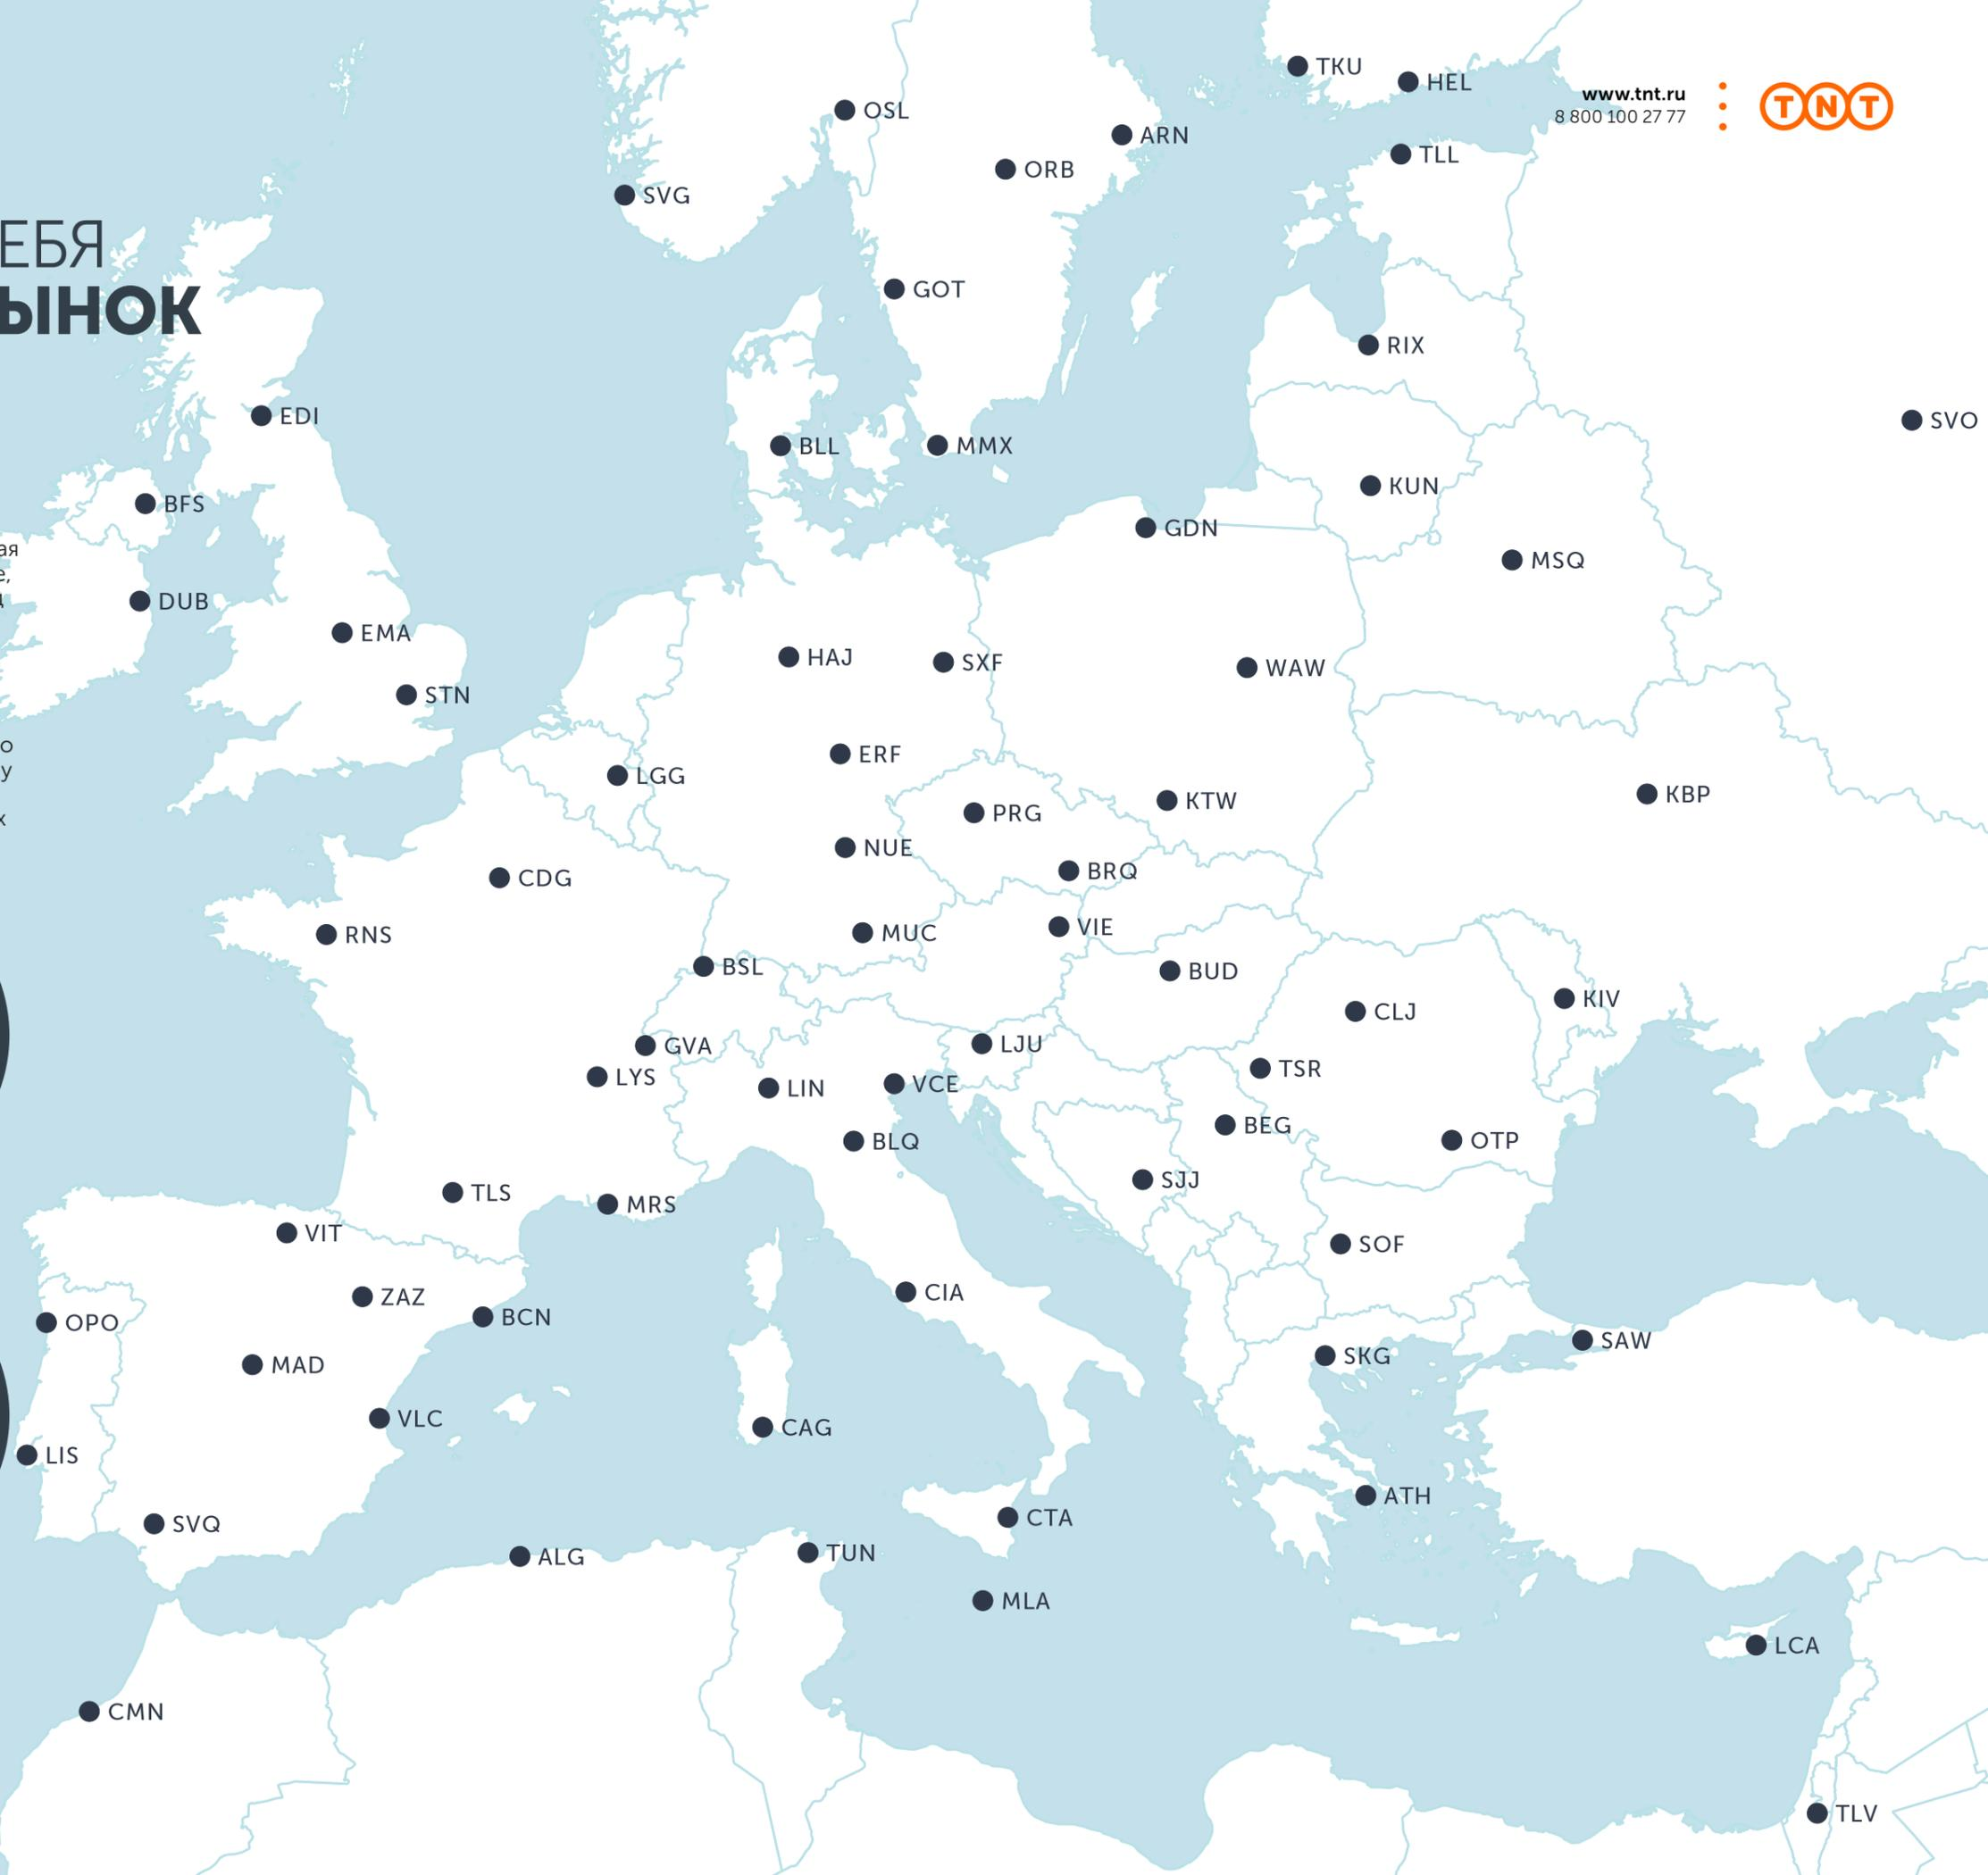 TKU
HEL
www.tnt.ru
8 800 100 27 77
TNT
OSL
ARN
TLL
ORB
SVG
ЕБЯ
ЫНОК
GOT
RIX
EDI
SVO
BLL
MMX
KUN
BFS
GDN
ая
е,
MSQ
DUB
EMA
HAJ
SXF
WAW
STN
о
у
ERF
LGG
KTW
KBP
PRG
х
NUE
BRQ
CDG
VIE
MUC
RNS
BSL
BUD
KIV
CLJ
GVA
LJU
TSR
LYS
VCE
LIN
BEG
BLQ
OTP
SJJ
TLS
MRS
VIT
SOF
CIA
ZAZ
BCN
OPO
SAW
SKG
MAD
VLC
CAG
LIS
ATH
CTA
SVQ
TUN
ALG
MLA
LCA
CMN
TLV